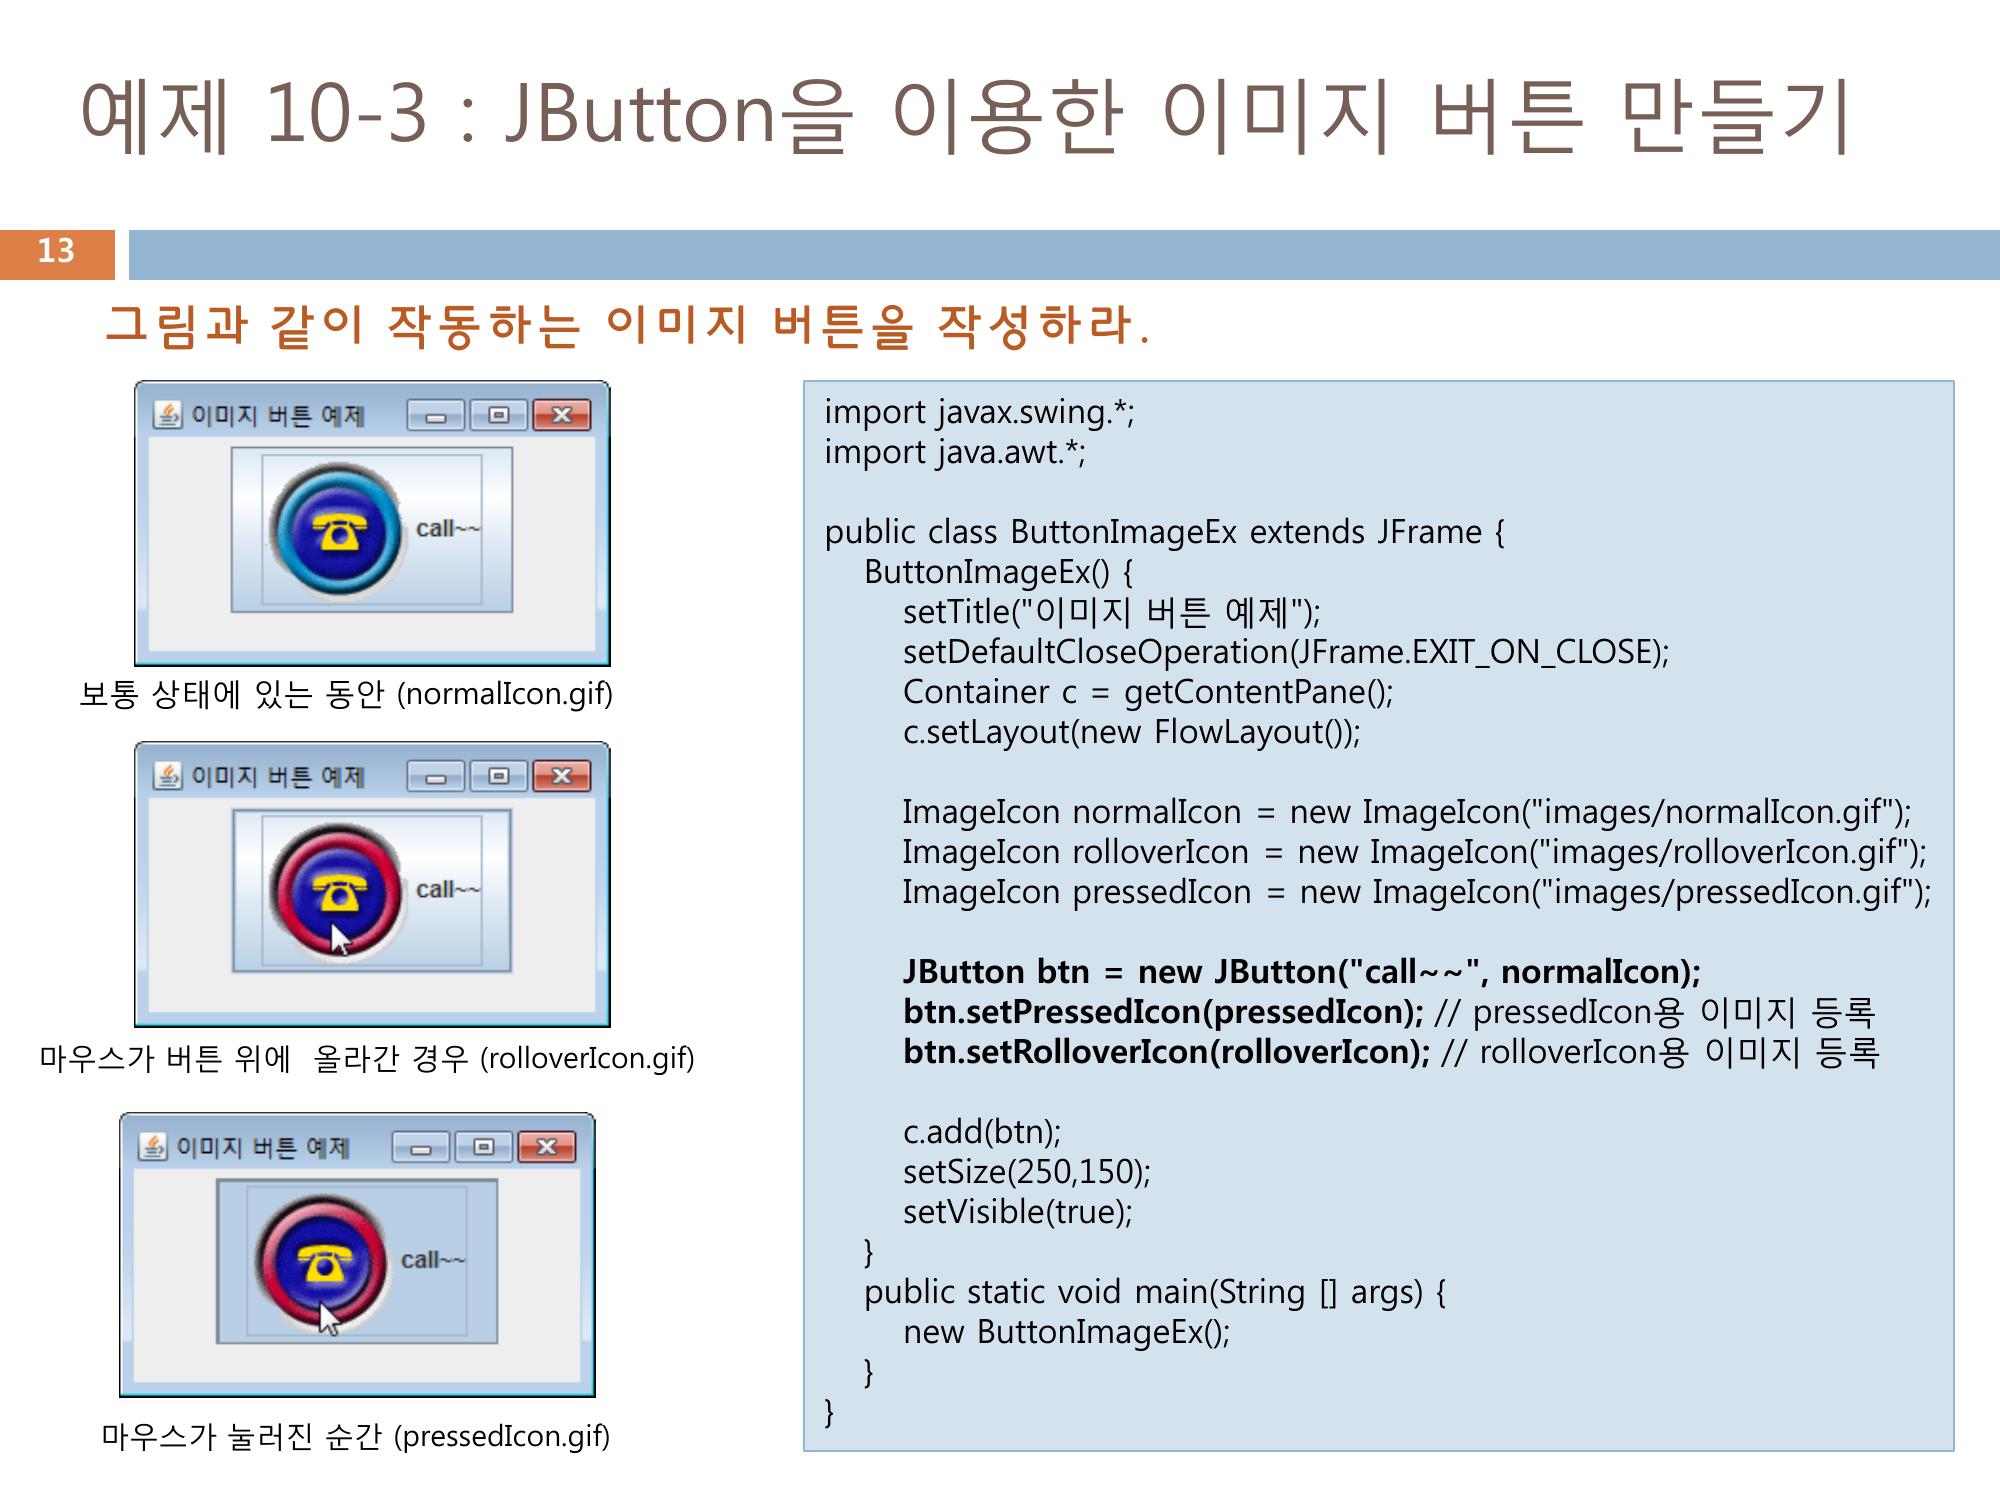 예제 10-3 : JButton을 이용한 이미지 버튼 만들기
13
그림과 같이 작동하는 이미지 버튼을 작성하라.
이미지 버튼 예제
call~~
보통 상태에 있는 동안 (normalIcon.gif)
이미지 버튼 예제
call~~
마우스가 버튼 위에 올라간 경우 (rolloverIcon.gif)
이미지 버튼 예제
call~~
마우스가 눌러진 순간 (pressedIcon.gif)
import javax.swing.*;
import java.awt.*;
public class ButtonImageEx extends JFrame {
ButtonImageEx() {
setTitle("이미지 버튼 예제");
setDefaultCloseOperation(JFrame.EXIT_ON_CLOSE);
Container c = getContentPane();
c.setLayout(new FlowLayout());
ImageIcon normalIcon = new ImageIcon("images/normalIcon.gif");
ImageIcon rolloverIcon = new ImageIcon("images/rolloverIcon.gif");
ImageIcon pressedIcon = new ImageIcon("images/pressedIcon.gif");
JButton btn = new JButton("call~~", normalIcon);
btn.setPressedIcon(pressedIcon); // pressedIcon용 이미지 등록
btn.setRolloverIcon(rolloverIcon); // rolloverIcon용 이미지 등록
c.add(btn);
setSize(250,150);
setVisible(true);
}
public static void main(String [] args) {
new ButtonImageEx();
}
}